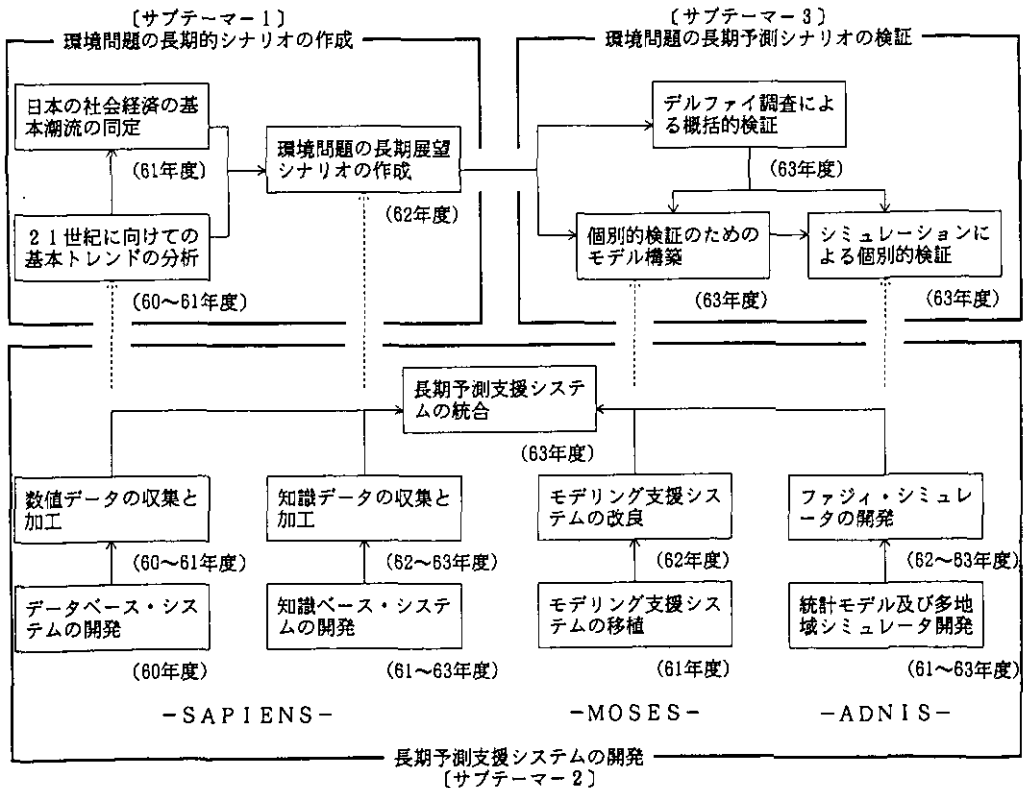 〔サブテーマ－1〕
環境問題の長期的シナリオの作成
日本の社会経済の基
本潮流の同定
(61年度)
環境問題の長期展望
シナリオの作成
(62年度)
２１世紀に向けての
基本トレンドの分析
(60～61年度)
〔サブテーマ－3〕
環境問題の長期予測シナリオの検証
デルファイ調査によ
る概括的検証
(63年度)
個別的検証のための
モデル構築
(63年度)
シミュレーションに
よる個別的検証
(63年度)
長期予測支援システ
ムの統合
(63年度)
数値データの収集と
加工
(60～61年度)
知識データの収集と
加工
(62～63年度)
モデリング支援シス
テムの改良
(62年度)
ファジィ・シミュレ
ータの開発
(62～63年度)
データベース・シス
テムの開発
(60年度)
知識ベース・システ
ムの開発
(61～63年度)
モデリング支援シス
テムの移植
(61年度)
統計モデル及び多地
域シミュレータ開発
(61～63年度)
－SAPIENS－
－MOSES－
－ADNIS－
長期予測支援システムの開発
〔サブテーマ－2〕